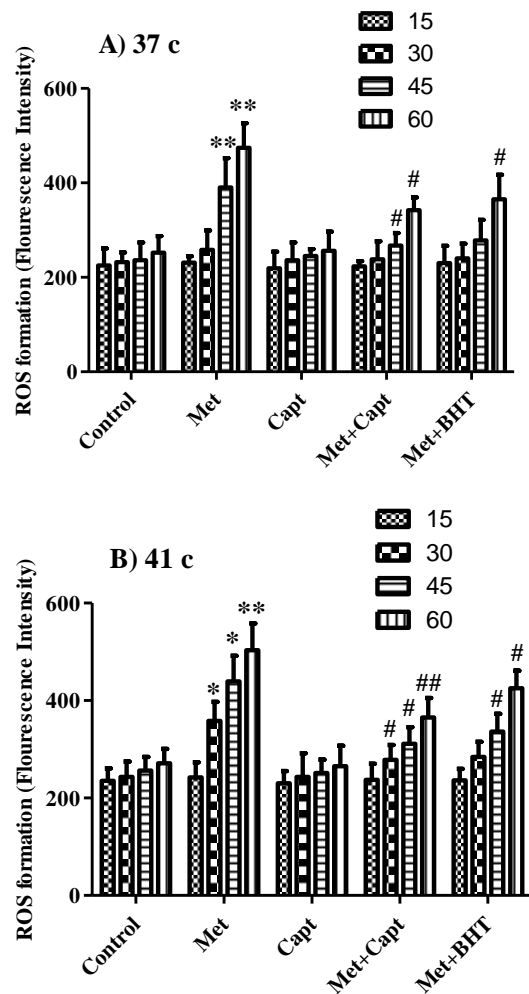 A) 37 c
15
30
45
60
ROS formation (Flourescence Intensity)
600
400
200
0
** **
# #
#
Control
Met
Capt
Met+Capt
Met+BHT
B) 41 c
15
30
45
60
ROS formation (Flourescence Intensity)
600
400
200
0
* * **
# # ##
# #
Control
Met
Capt
Met+Capt
Met+BHT